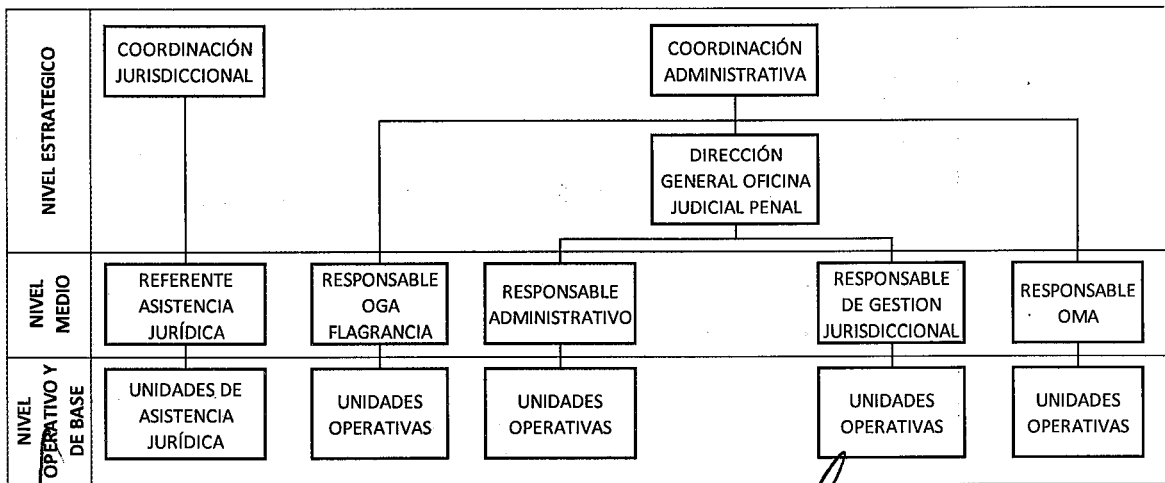 NIVEL ESTRATEGICO
COORDINACIÓN
JURISDICCIONAL
COORDINACIÓN
ADMINISTRATIVA
DIRECCIÓN
GENERAL OFICINA
JUDICIAL PENAL
NIVEL
MEDIO
REFERENTE
ASISTENCIA
JURÍDICA
RESPONSABLE
OGA
FLAGRANCIA
RESPONSABLE
ADMINISTRATIVO
RESPONSABLE
DE GESTION
JURISDICCIONAL
RESPONSABLE
OMA
NIVEL
OPERATIVO Y
DE BASE
UNIDADES DE
ASISTENCIA
JURÍDICA
UNIDADES
OPERATIVAS
UNIDADES
OPERATIVAS
UNIDADES
OPERATIVAS
UNIDADES
OPERATIVAS